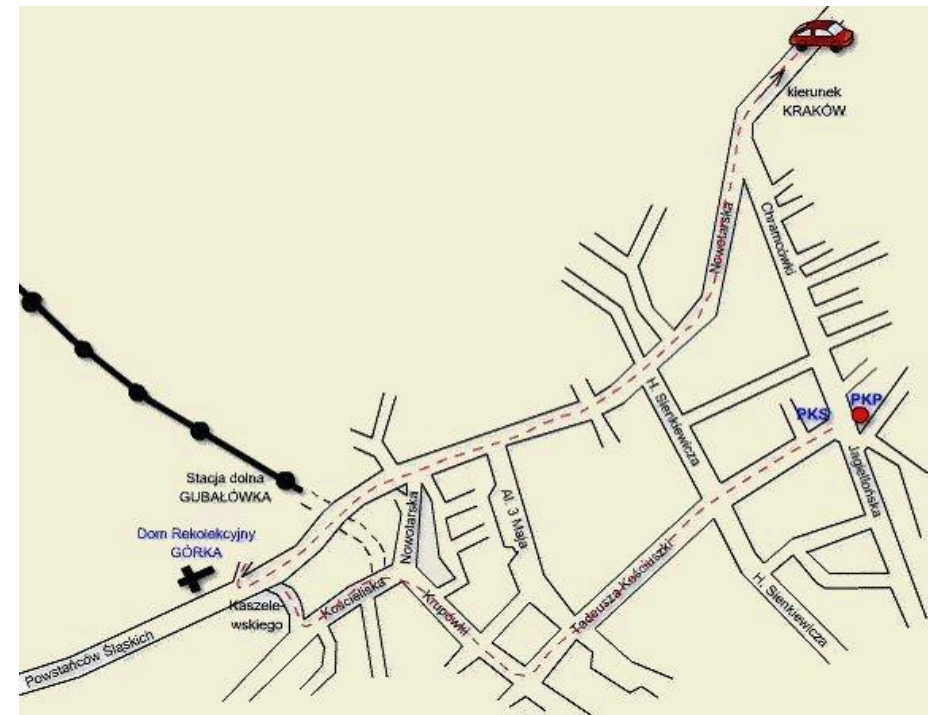 kierunek
KRAKÓW
Nowotarska
Chramcówki
H. Sienkiewicza
PKS
PKP
Jagiellońska
Stacja dolna
GUBAŁÓWKA
Nowotarska
Al. 3 Maja
Dom Rekolekcyjny
GÓRKA
Kaszele-
wskiego
Kościeliska
Krupówki
Tadeusza Kościuszki
H. Sienkiewicza
Powstańców Śląskich